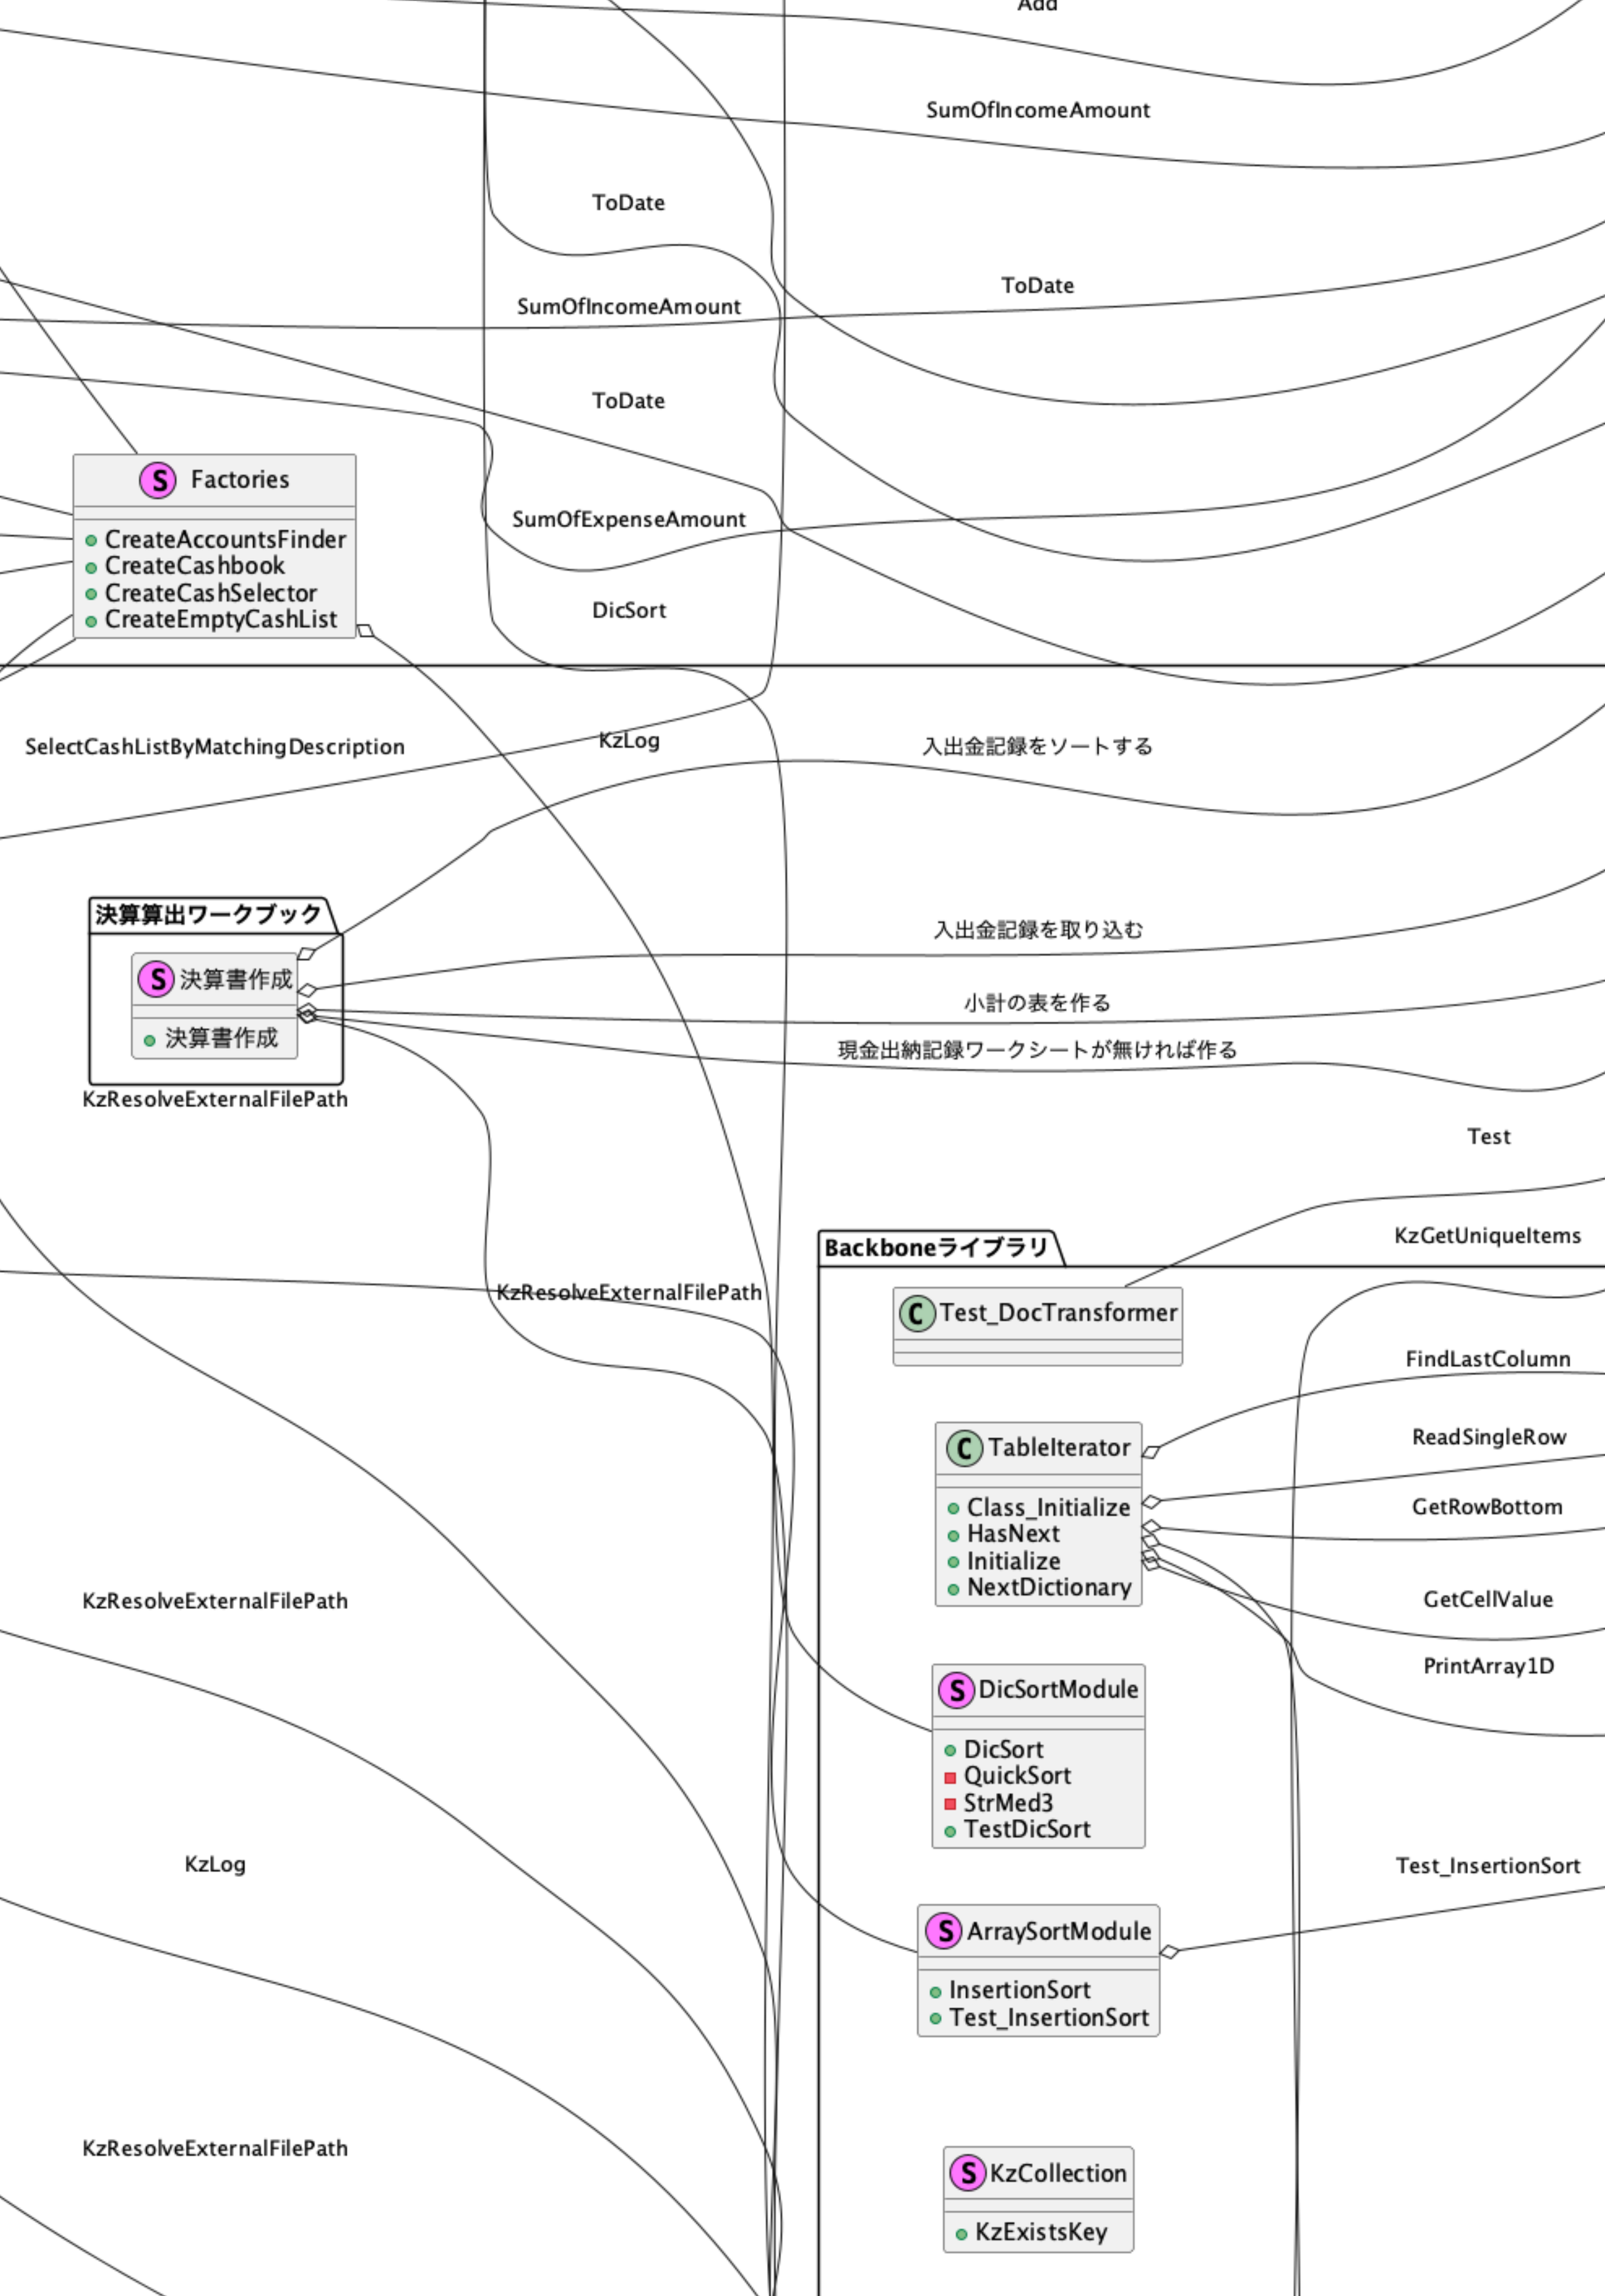 Add
SumOfIncomeAmount
ToDate
ToDate
SumOfIncomeAmount
ToDate
S Factories
CreateAccountsFinder
CreateCashbook
CreateCashSelector
CreateEmptyCashList
SumOfExpenseAmount
DicSort
SelectCashListByMatchingDescription
KzLog
入出金記録をソートする
決算算出ワークブック
S 決算書作成
決算書作成
KzResolveExternalFilePath
入出金記録を取り込む
小計の表を作る
現金出納記録ワークシートが無ければ作る
Test
KzGetUniqueItems
Backboneライブラリ
KzResolveExternalFilePath
C Test_DocTransformer
FindLastColumn
C TableIterator
Class_Initialize
HasNext
Initialize
NextDictionary
ReadSingleRow
GetRowBottom
GetCellValue
PrintArray1D
KzResolveExternalFilePath
S DicSortModule
DicSort
QuickSort
StrMed3
TestDicSort
KzLog
Test_InsertionSort
S ArraySortModule
InsertionSort
Test_InsertionSort
KzResolveExternalFilePath
S KzCollection
KzExistsKey